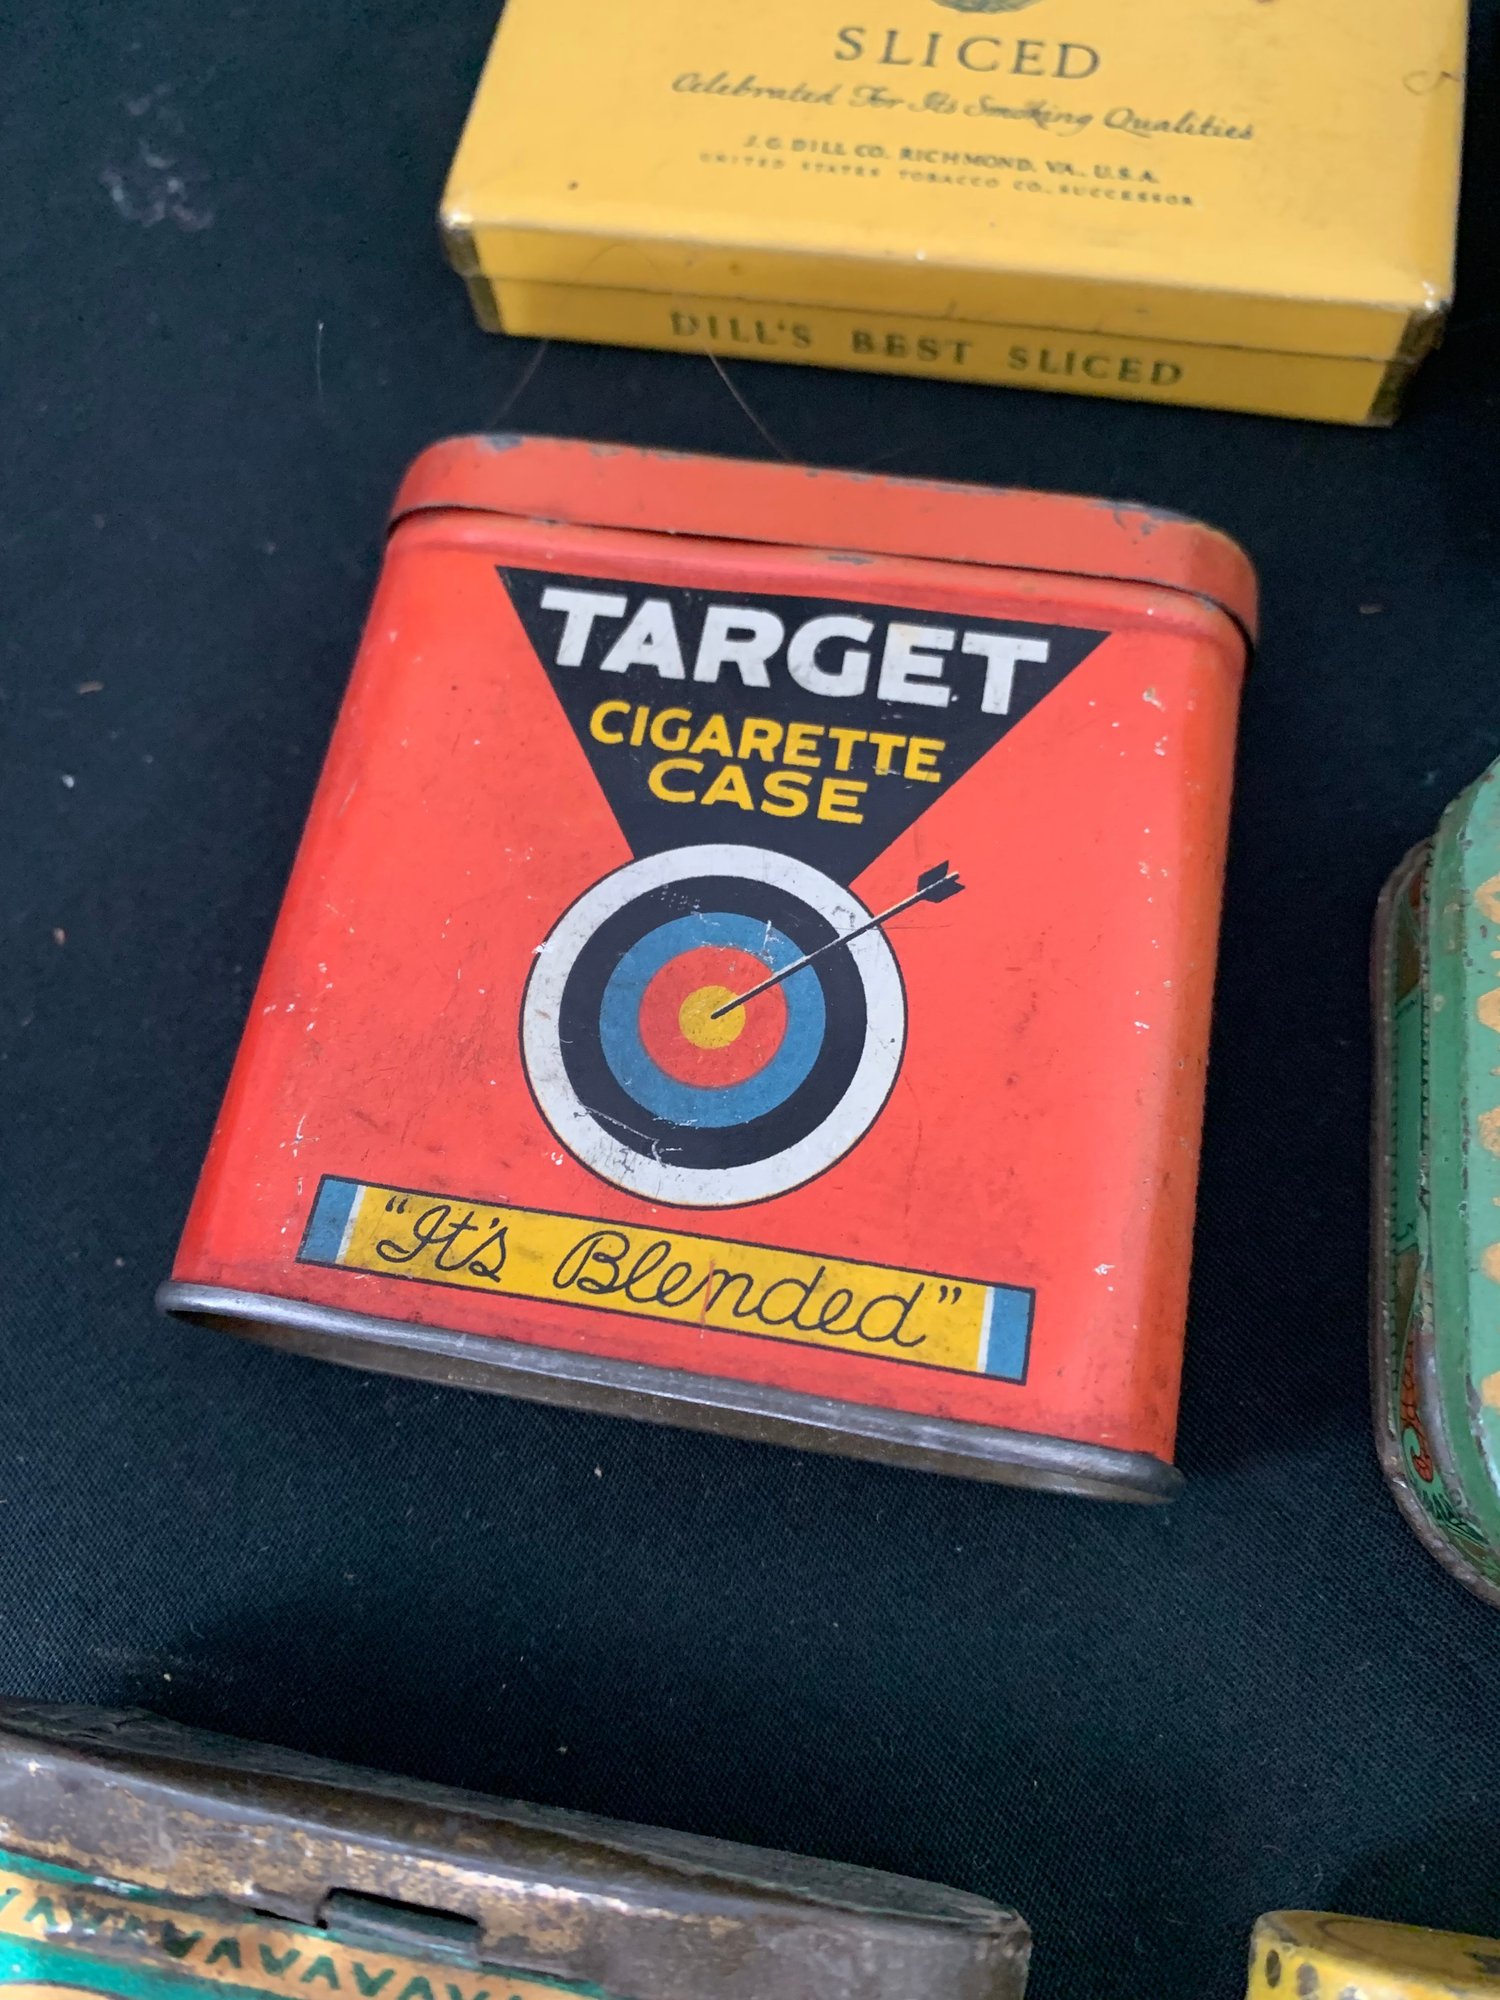 SLICED
Celebrated For Its Smoking Qualities
J. G. DILL CO. RICHMOND, VA., U.S.A.
UNITED STATES TOBACCO CO., SUCCESSOR
DILL'S BEST SLICED
TARGET
CIGARETTE
CASE
"It's Blended"